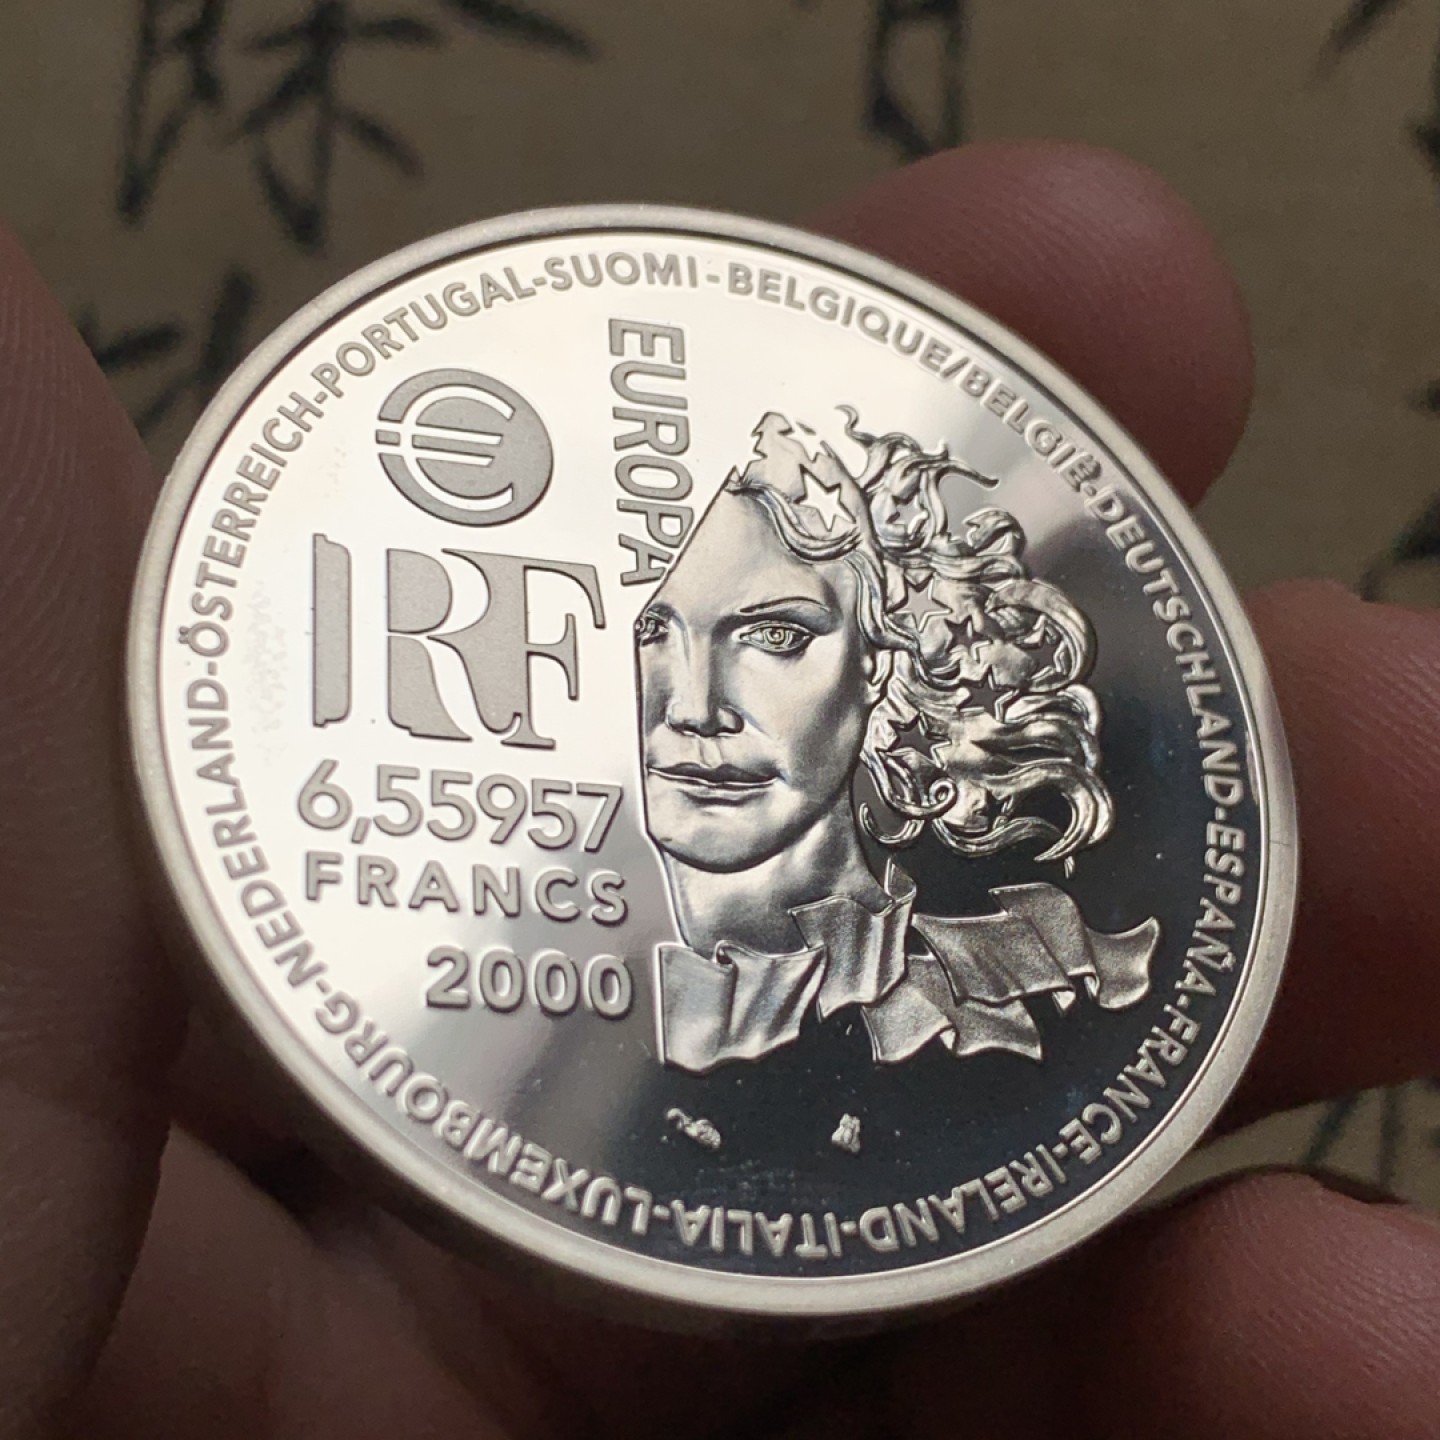 BELGIQUE/BELGIË-DEUTSCHLAND-ESPAÑA-FRANCE-IRELAND-ITALIA-LUXEMBOURG-NEDERLAND-ÖSTERREICH-PORTUGAL-SUOMI-
EUROPA
€
RF
6,55957
FRANCS
2000